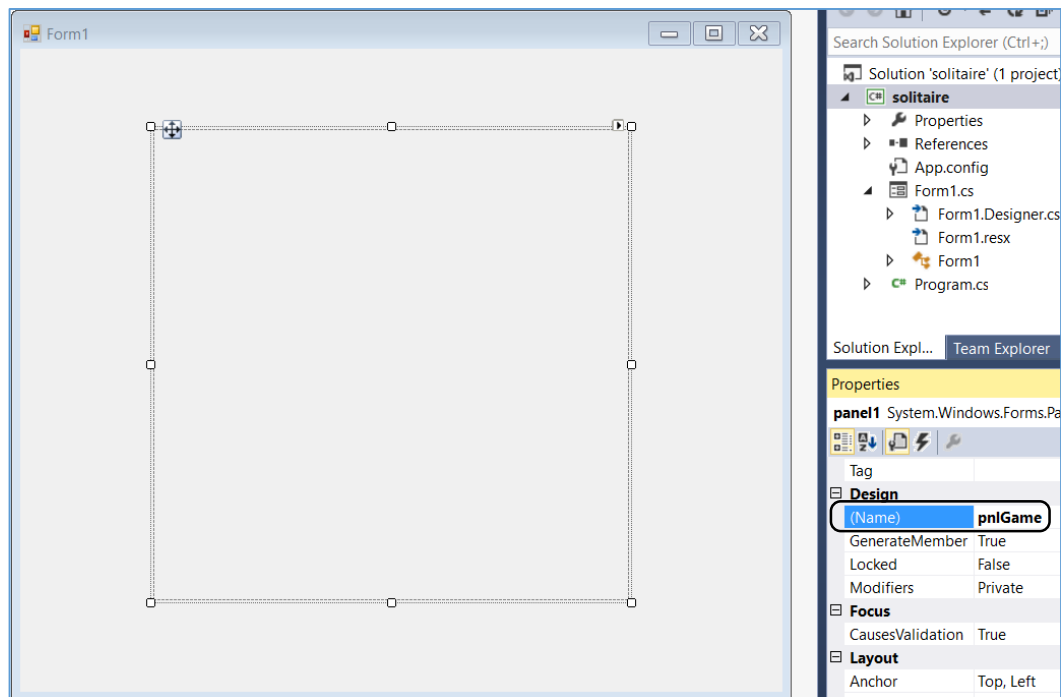 Form1
Search Solution Explorer (Ctrl+;)
Solution 'solitaire' (1 project)
C# solitaire
Properties
References
App.config
Form1.cs
Form1.Designer.cs
Form1.resx
Form1
C# Program.cs
Solution Expl... Team Explorer
Properties
panel1 System.Windows.Forms.Pa
Tag
Design
(Name) pnlGame
GenerateMember True
Locked False
Modifiers Private
Focus
CausesValidation True
Layout
Anchor Top, Left